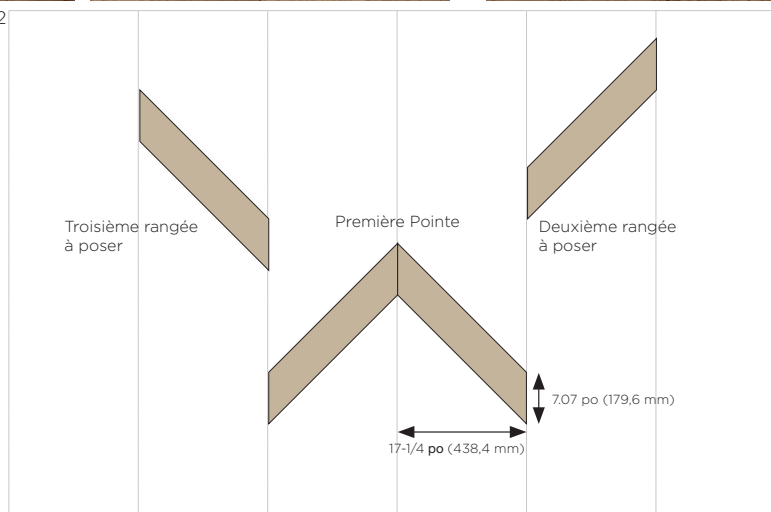 2
Première Pointe
Troisième rangée
à poser
Deuxième rangée
à poser
7.07 po (179,6 mm)
17-1/4 po (438,4 mm)